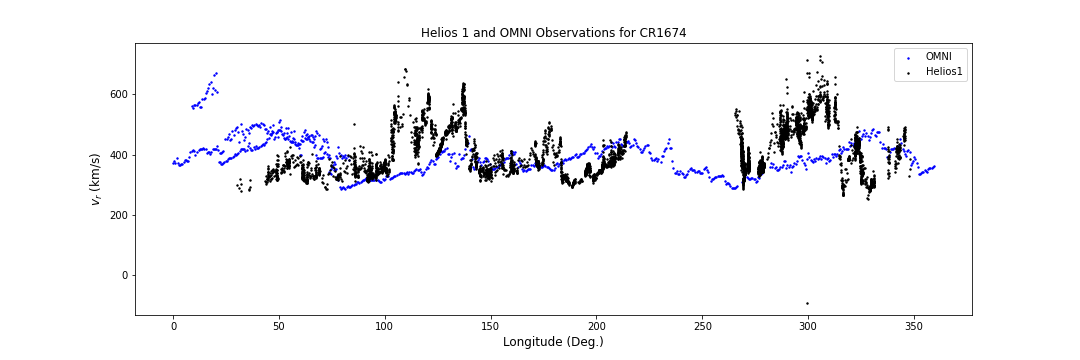 Helios 1 and OMNI Observations for CR1674
OMNI
Helios1
600
400
200
0
v_r (km/s)
0 50 100 150 200 250 300 350
Longitude (Deg.)